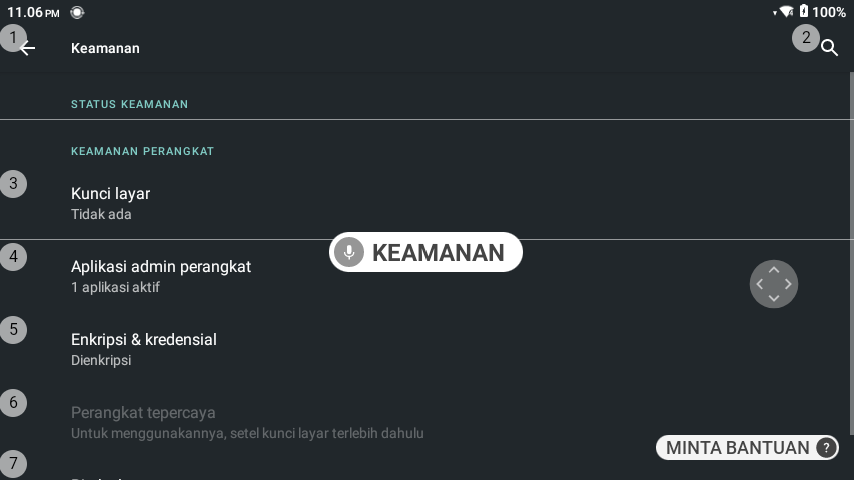 11.06 PM 100%
1 Keamanan 2
STATUS KEAMANAN
KEAMANAN PERANGKAT
3 Kunci layar
Tidak ada
KEAMANAN
4 Aplikasi admin perangkat
1 aplikasi aktif
5 Enkripsi & kredensial
Dienkripsi
6 Perangkat tepercaya
Untuk menggunakannya, setel kunci layar terlebih dahulu
MINTA BANTUAN ?
7